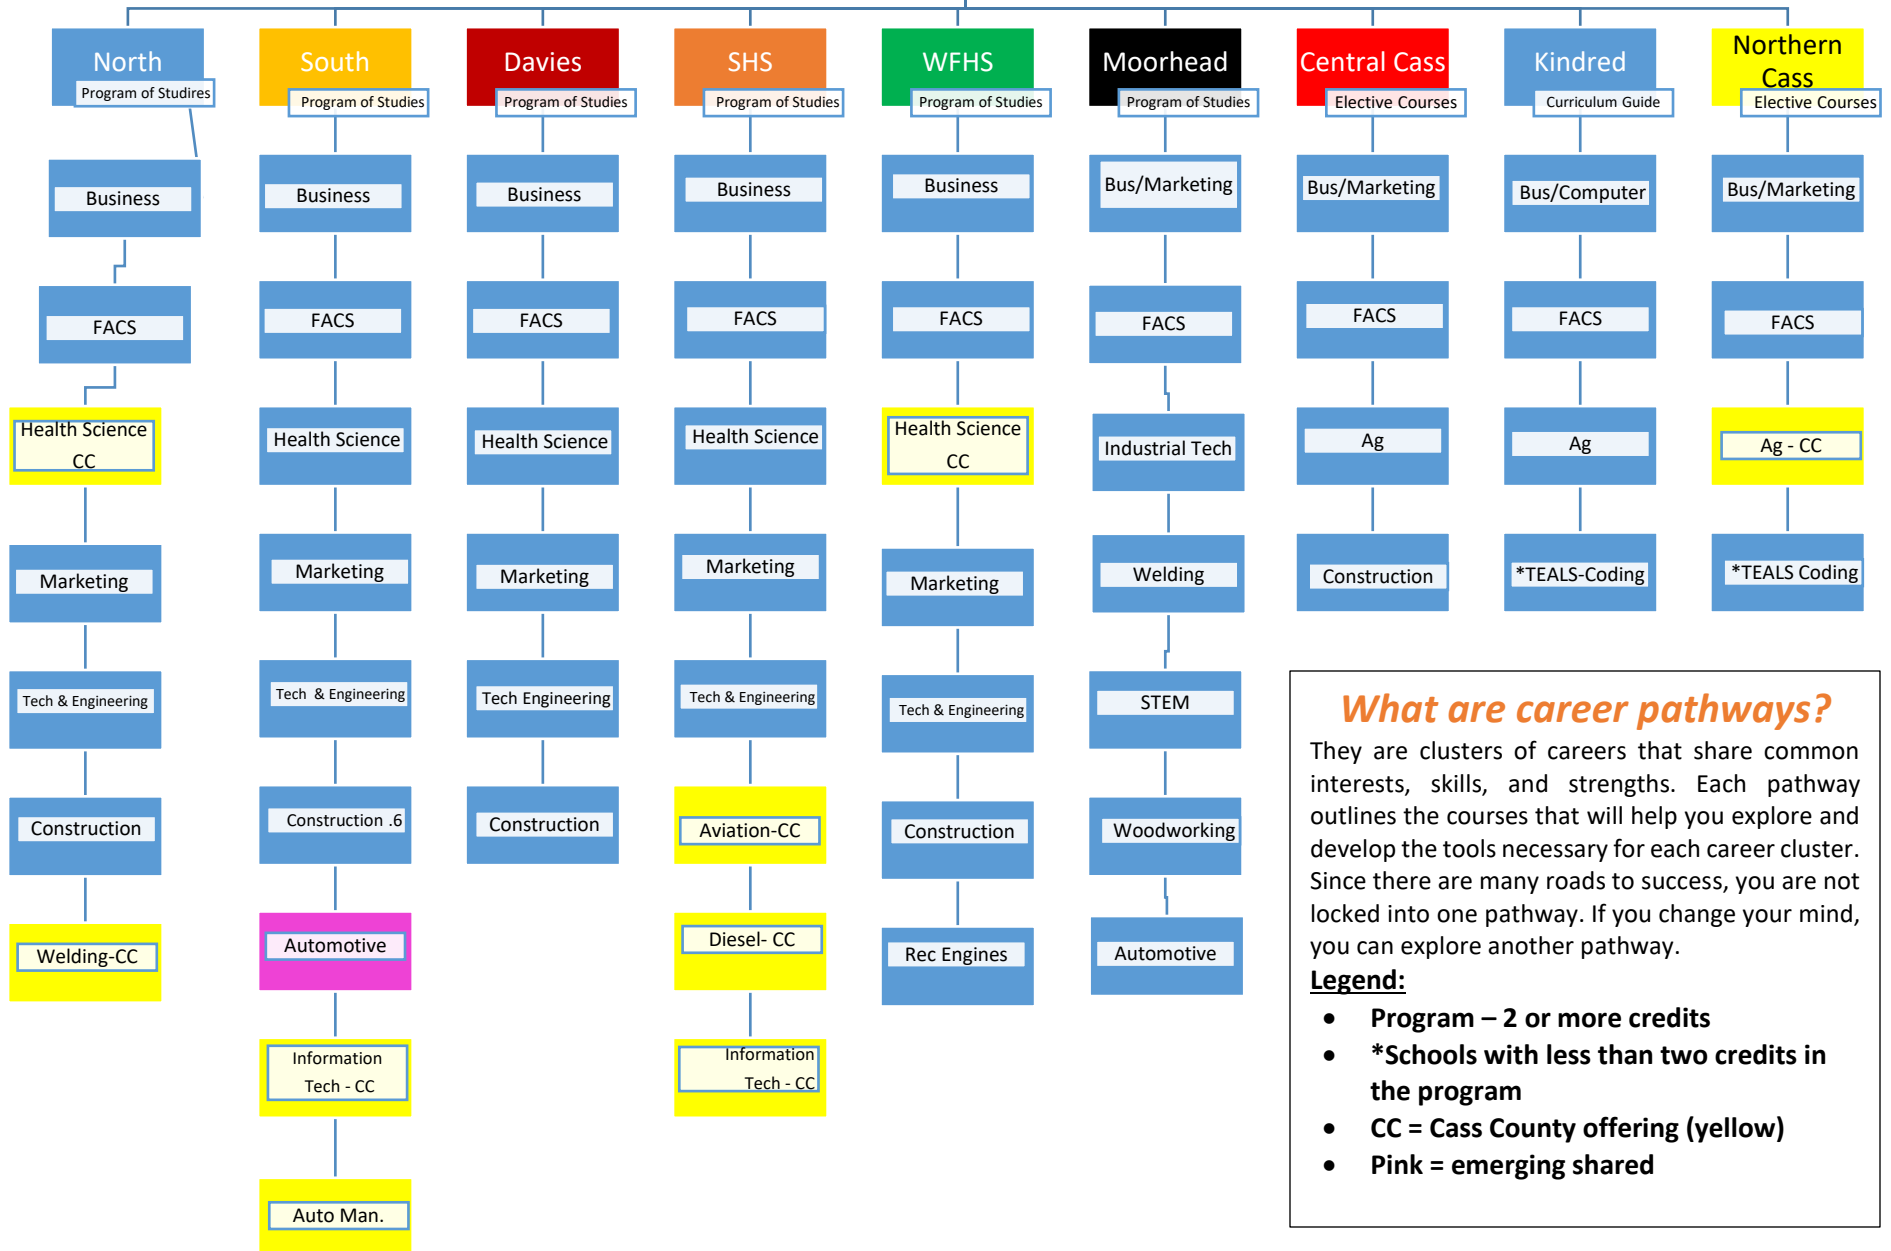 North
Program of Studires
Business
FACS
Health Science
CC
Marketing
Tech & Engineering
Construction
Welding-CC
South
Program of Studies
Business
FACS
Health Science
Marketing
Tech & Engineering
Construction .6
Automotive
Information
Tech - CC
Auto Man.
Davies
Program of Studies
Business
FACS
Health Science
Marketing
Tech Engineering
Construction
SHS
Program of Studies
Business
FACS
Health Science
Marketing
Tech & Engineering
Aviation-CC
Diesel- CC
Information
Tech - CC
WFHS
Program of Studies
Business
FACS
Health Science
CC
Marketing
Tech & Engineering
Construction
Rec Engines
Moorhead
Program of Studies
Bus/Marketing
FACS
Industrial Tech
Welding
STEM
Woodworking
Automotive
Central Cass
Elective Courses
Bus/Marketing
FACS
Ag
Construction
Kindred
Curriculum Guide
Bus/Computer
FACS
Ag
*TEALS-Coding
Northern
Cass
Elective Courses
Bus/Marketing
FACS
Ag - CC
*TEALS Coding
What are career pathways?
They are clusters of careers that share common
interests, skills, and strengths. Each pathway
outlines the courses that will help you explore and
develop the tools necessary for each career cluster.
Since there are many roads to success, you are not
locked into one pathway. If you change your mind,
you can explore another pathway.
Legend:
• Program – 2 or more credits
• *Schools with less than two credits in
the program
• CC = Cass County offering (yellow)
• Pink = emerging shared